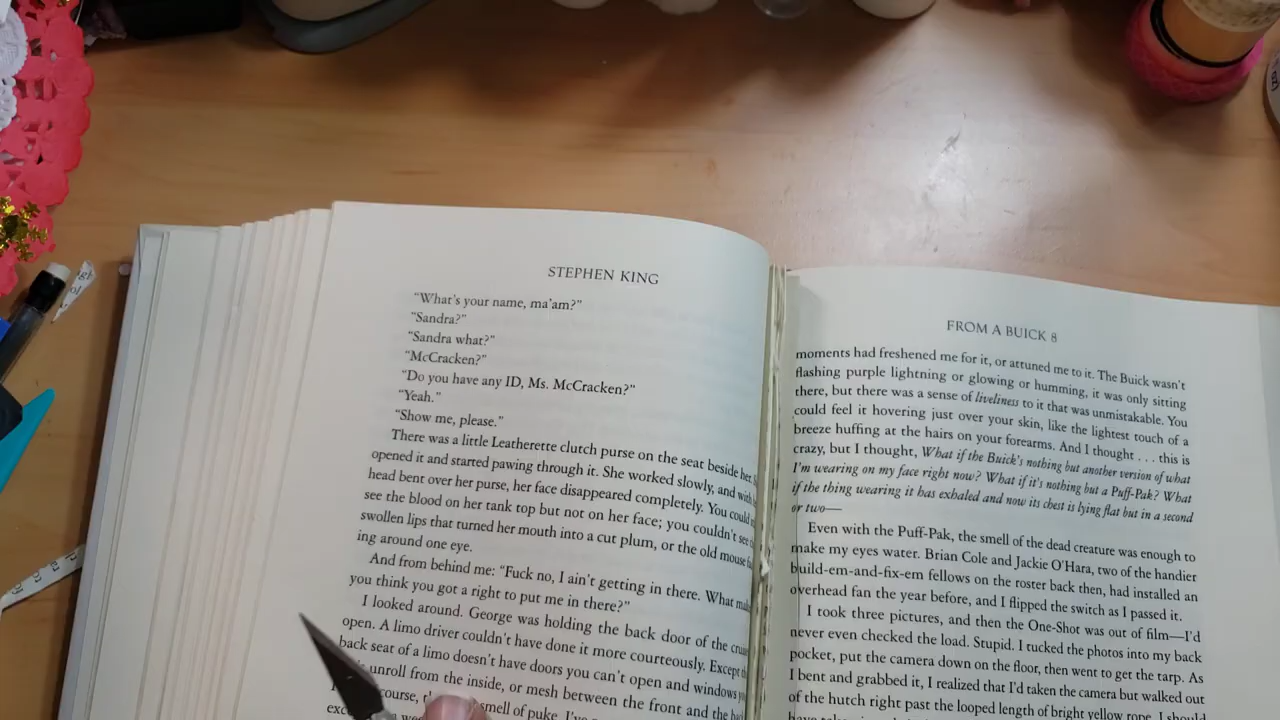 STEPHEN KING
"What's your name, ma'am?"
"Sandra?"
"Sandra what?"
"McCracken?"
"Do you have any ID, Ms. McCracken?"
"Yeah."
"Show me, please."
There was a little Leatherette clutch purse on the seat beside her.
opened it and started pawing through it. She worked slowly, and with
head bent over her purse, her face disappeared completely. You could
see the blood on her tank top but not on her face; you couldn't see
swollen lips that turned her mouth into a cut plum, or the old mouse
ing around one eye.
And from behind me: "Fuck no, I ain't getting in there. What
you think you got a right to put me in there?"
I looked around. George was holding the back door of the
open. A limo driver couldn't have done it more courteously. Except
back seat of a limo doesn't have doors you can't open and windows
unroll from the inside, or mesh between the front and the
course, smell of puke. I've
FROM A BUICK 8
moments had freshened me for it, or attuned me to it. The Buick wasn't
flashing purple lightning or glowing or humming, it was only sitting
there, but there was a sense of liveliness to it that was unmistakable. You
could feel it hovering just over your skin, like the lightest touch of a
breeze huffing at the hairs on your forearms. And I thought . . . this is
crazy, but I thought, What if the Buick's nothing but another version of what
I'm wearing on my face right now? What if it's nothing but a Puff-Pak? What
if the thing wearing it has exhaled and now its chest is lying flat but in a second
or two—
Even with the Puff-Pak, the smell of the dead creature was enough to
make my eyes water. Brian Cole and Jackie O'Hara, two of the handier
build-em-and-fix-em fellows on the roster back then, had installed an
overhead fan the year before, and I flipped the switch as I passed it.
I took three pictures, and then the One-Shot was out of film—I'd
never even checked the load. Stupid. I tucked the photos into my back
pocket, put the camera down on the floor, then went to get the tarp. As
I bent and grabbed it, I realized that I'd taken the camera but walked out
of the hutch right past the looped length of bright yellow rope. I should